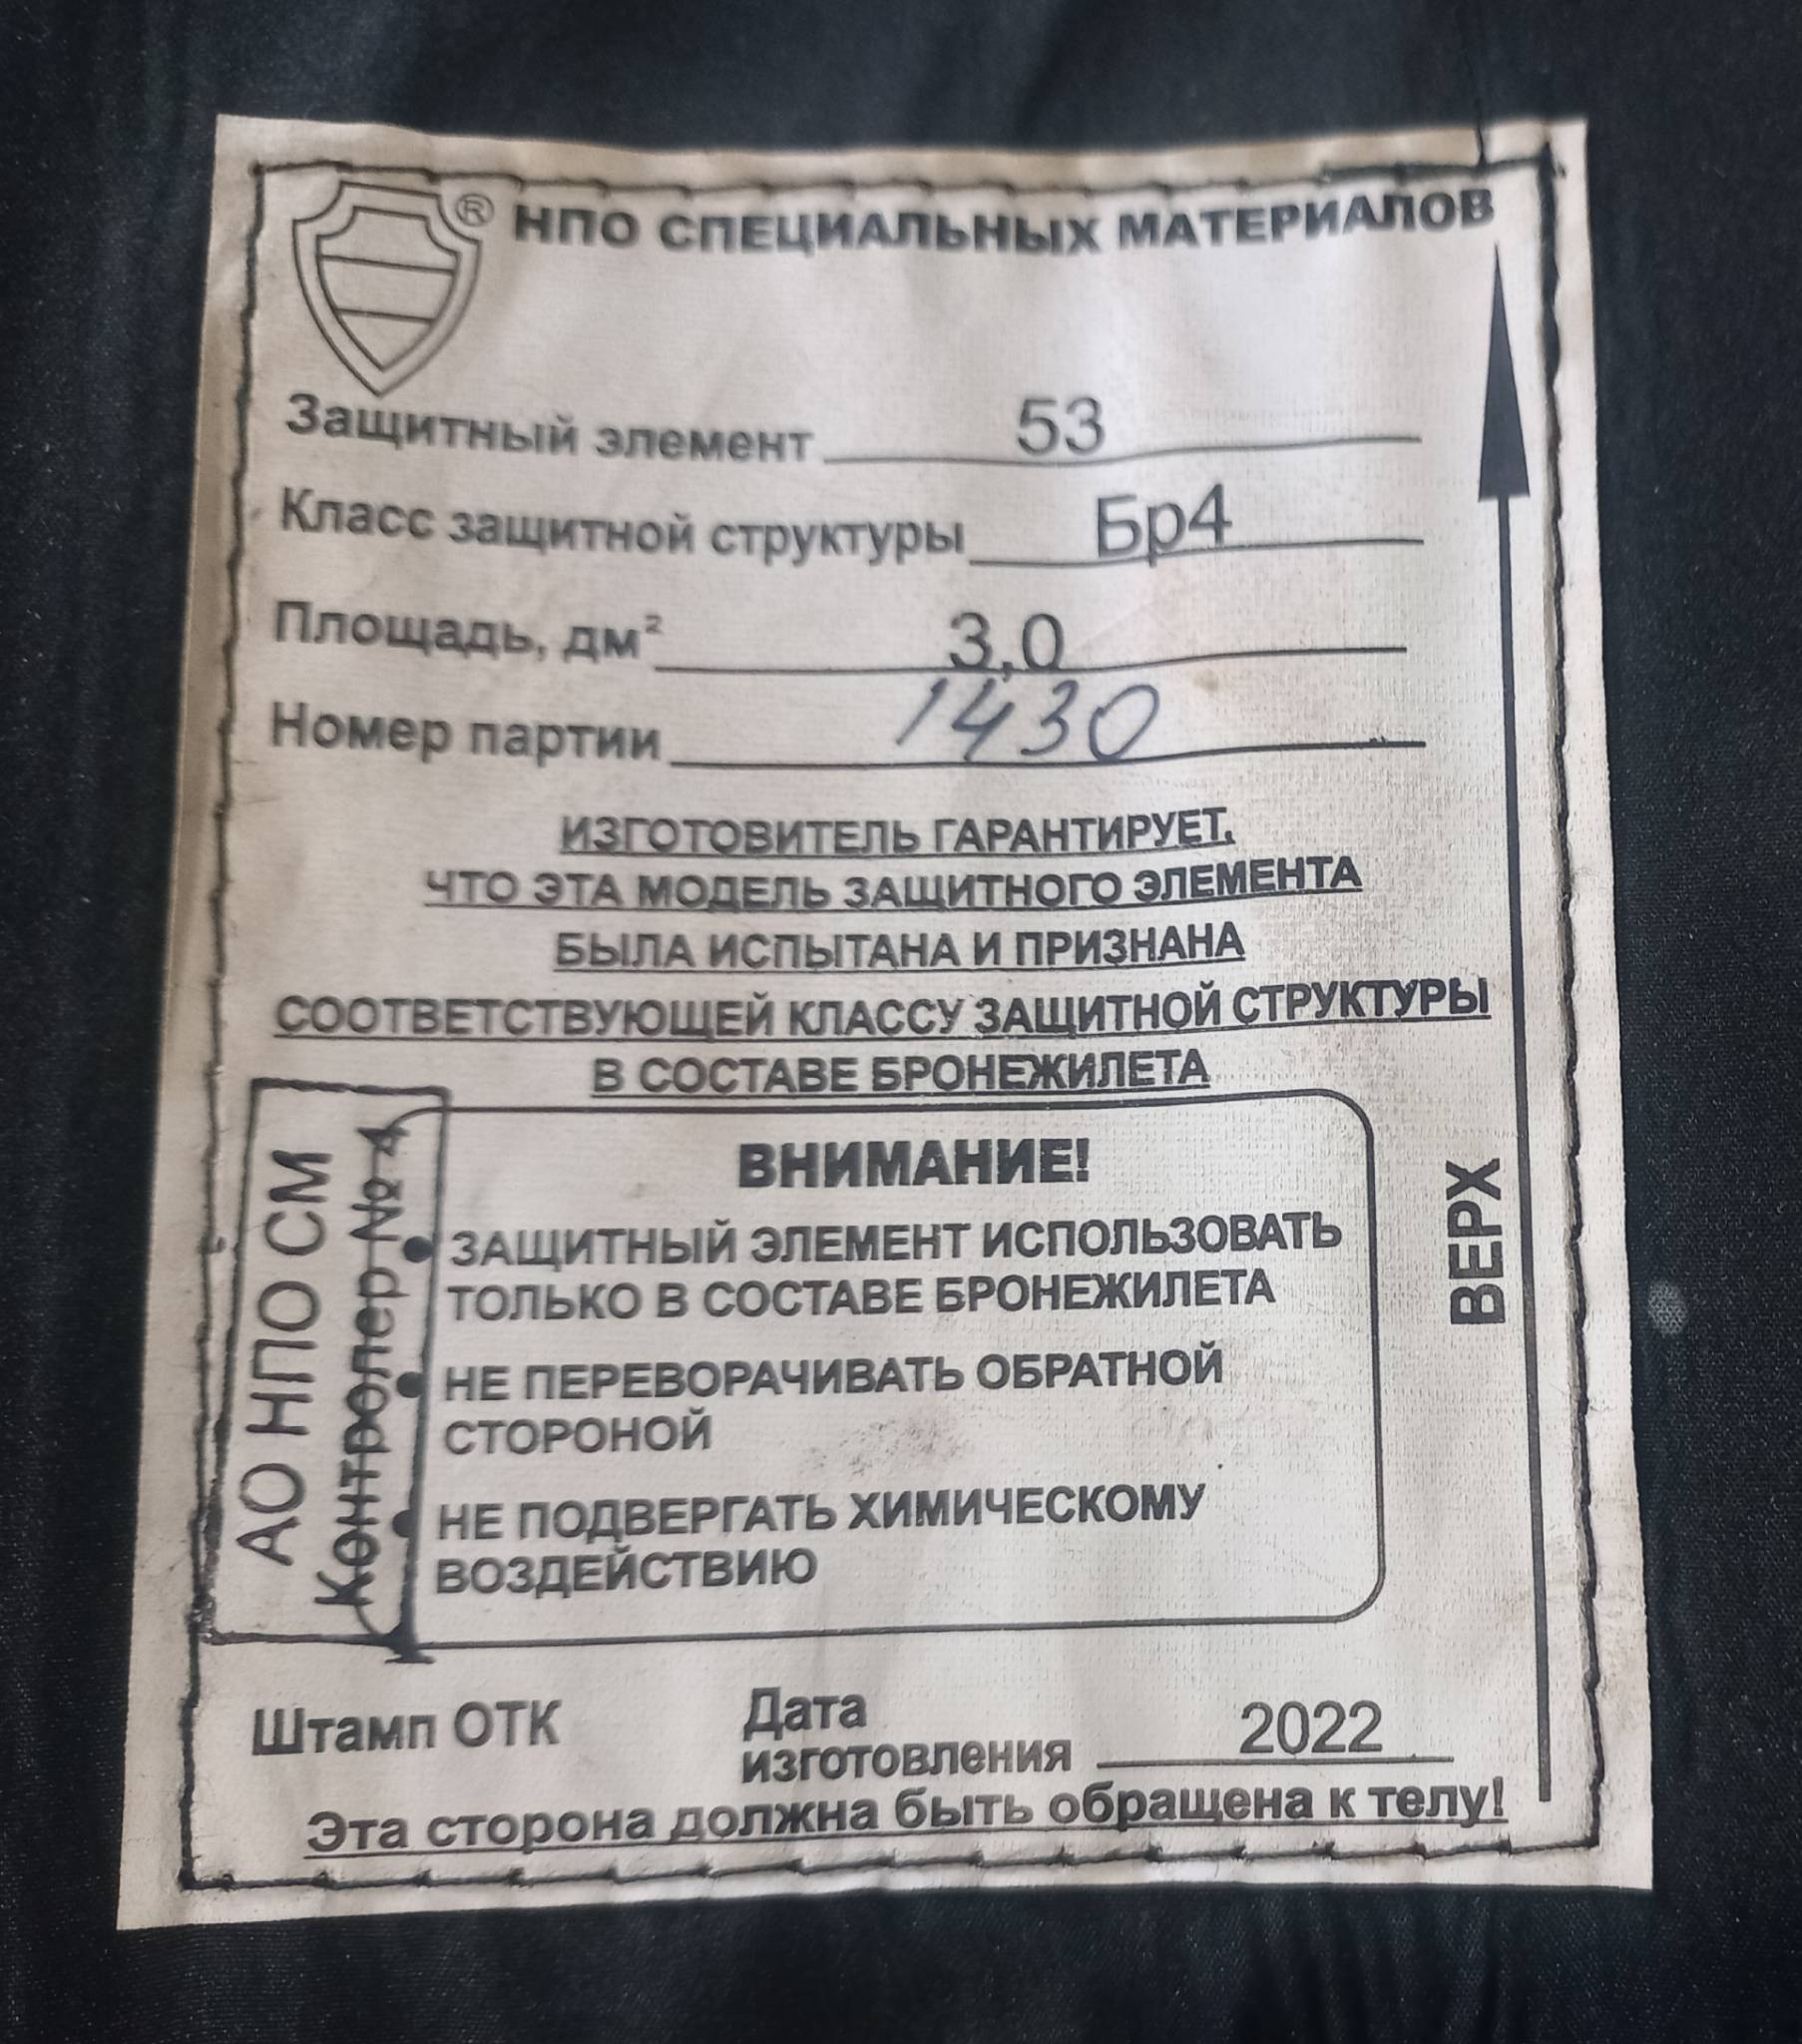 ® НПО СПЕЦИАЛЬНЫХ МАТЕРИАЛОВ
Защитный элемент 53
Класс защитной структуры Бр4
Площадь, дм² 3,0
Номер партии 1430
ИЗГОТОВИТЕЛЬ ГАРАНТИРУЕТ,
ЧТО ЭТА МОДЕЛЬ ЗАЩИТНОГО ЭЛЕМЕНТА
БЫЛА ИСПЫТАНА И ПРИЗНАНА
СООТВЕТСТВУЮЩЕЙ КЛАССУ ЗАЩИТНОЙ СТРУКТУРЫ
В СОСТАВЕ БРОНЕЖИЛЕТА
АО НПО СМ
Контролер № 4
ВНИМАНИЕ!
• ЗАЩИТНЫЙ ЭЛЕМЕНТ ИСПОЛЬЗОВАТЬ
ТОЛЬКО В СОСТАВЕ БРОНЕЖИЛЕТА
• НЕ ПЕРЕВОРАЧИВАТЬ ОБРАТНОЙ
СТОРОНОЙ
• НЕ ПОДВЕРГАТЬ ХИМИЧЕСКОМУ
ВОЗДЕЙСТВИЮ
ВЕРХ
Штамп ОТК
Дата
изготовления 2022
Эта сторона должна быть обращена к телу!